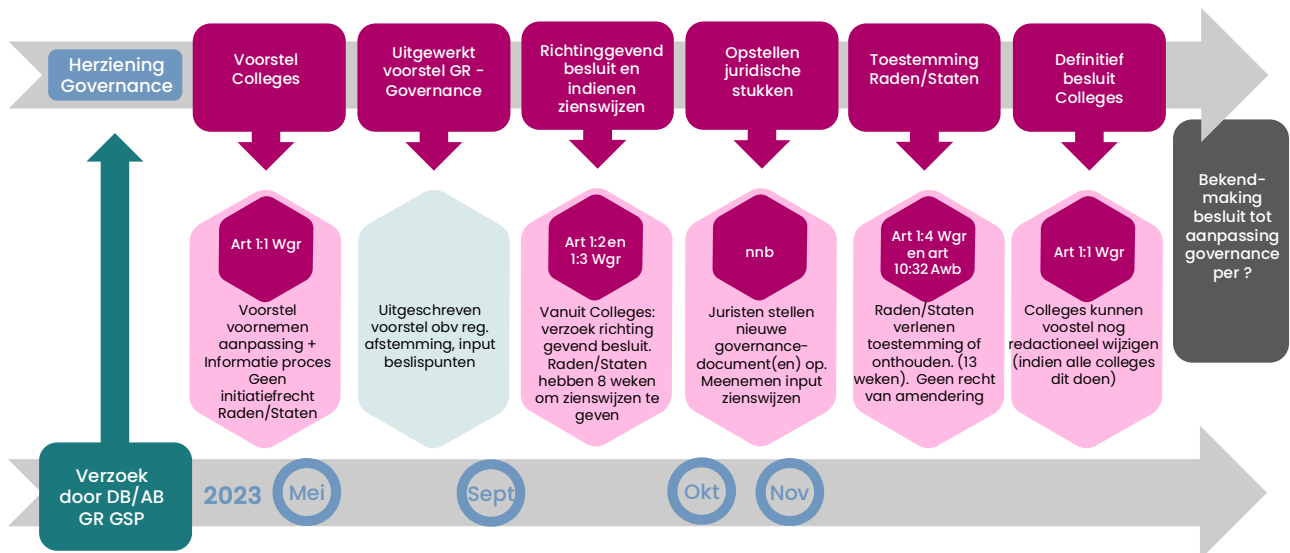 Herziening
Governance
Voorstel
Colleges
Uitgewerkt
voorstel GR -
Governance
Richtinggevend
besluit en
indienen
zienswijzen
Opstellen
juridische
stukken
Toestemming
Raden/Staten
Definitief
besluit
Colleges
Bekend-
making
besluit tot
aanpassing
governance
per ?
Art 1:1 Wgr
Voorstel
voornemen
aanpassing +
Informatie proces
Geen
initiatiefrecht
Raden/Staten
Uitgeschreven
voorstel obv reg.
afstemming, input
beslispunten
Art 1:2 en
1:3 Wgr
Vanuit Colleges:
verzoek richting
gevend besluit.
Raden/Staten
hebben 8 weken
om zienswijzen te
geven
nnb
Juristen stellen
nieuwe
governance-
document(en) op.
Meenemen input
zienswijzen
Art 1:4 Wgr
en art
10:32 Awb
Raden/Staten
verlenen
toestemming of
onthouden. (13
weken). Geen recht
van amendering
Art 1:1 Wgr
Colleges kunnen
voostel nog
redactioneel wijzigen
(indien alle colleges
dit doen)
Verzoek
door DB/AB
GR GSP
2023
Mei
Sept
Okt
Nov